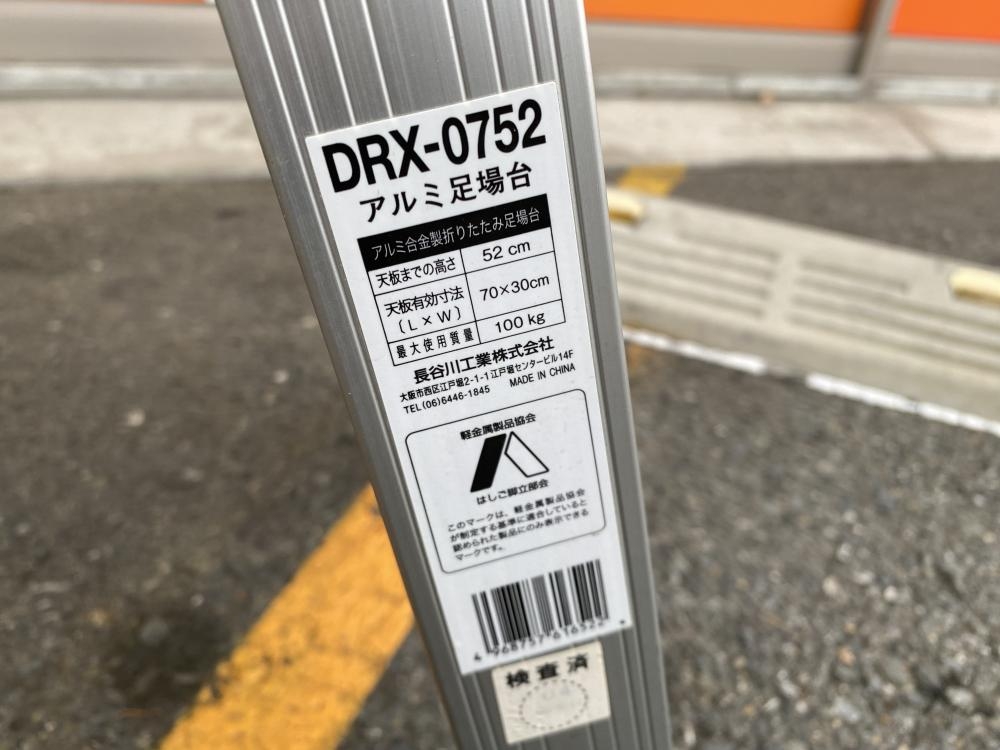 DRX-0752
アルミ足場台
アルミ合金製折りたたみ足場台
天板までの高さ 52 cm
天板有効寸法 70×30cm
〔L×W〕
最大使用質量 100 kg
長谷川工業株式会社
大阪市西区江戸堀2-1-1江戸堀センタービル14F
TEL(06)6446-1845 MADE IN CHINA
軽金属製品協会
はしご脚立部会
このマークは、軽金属製品協会
が制定する基準に適合していると
認められた製品にのみ表示できる
マークです。
検査済